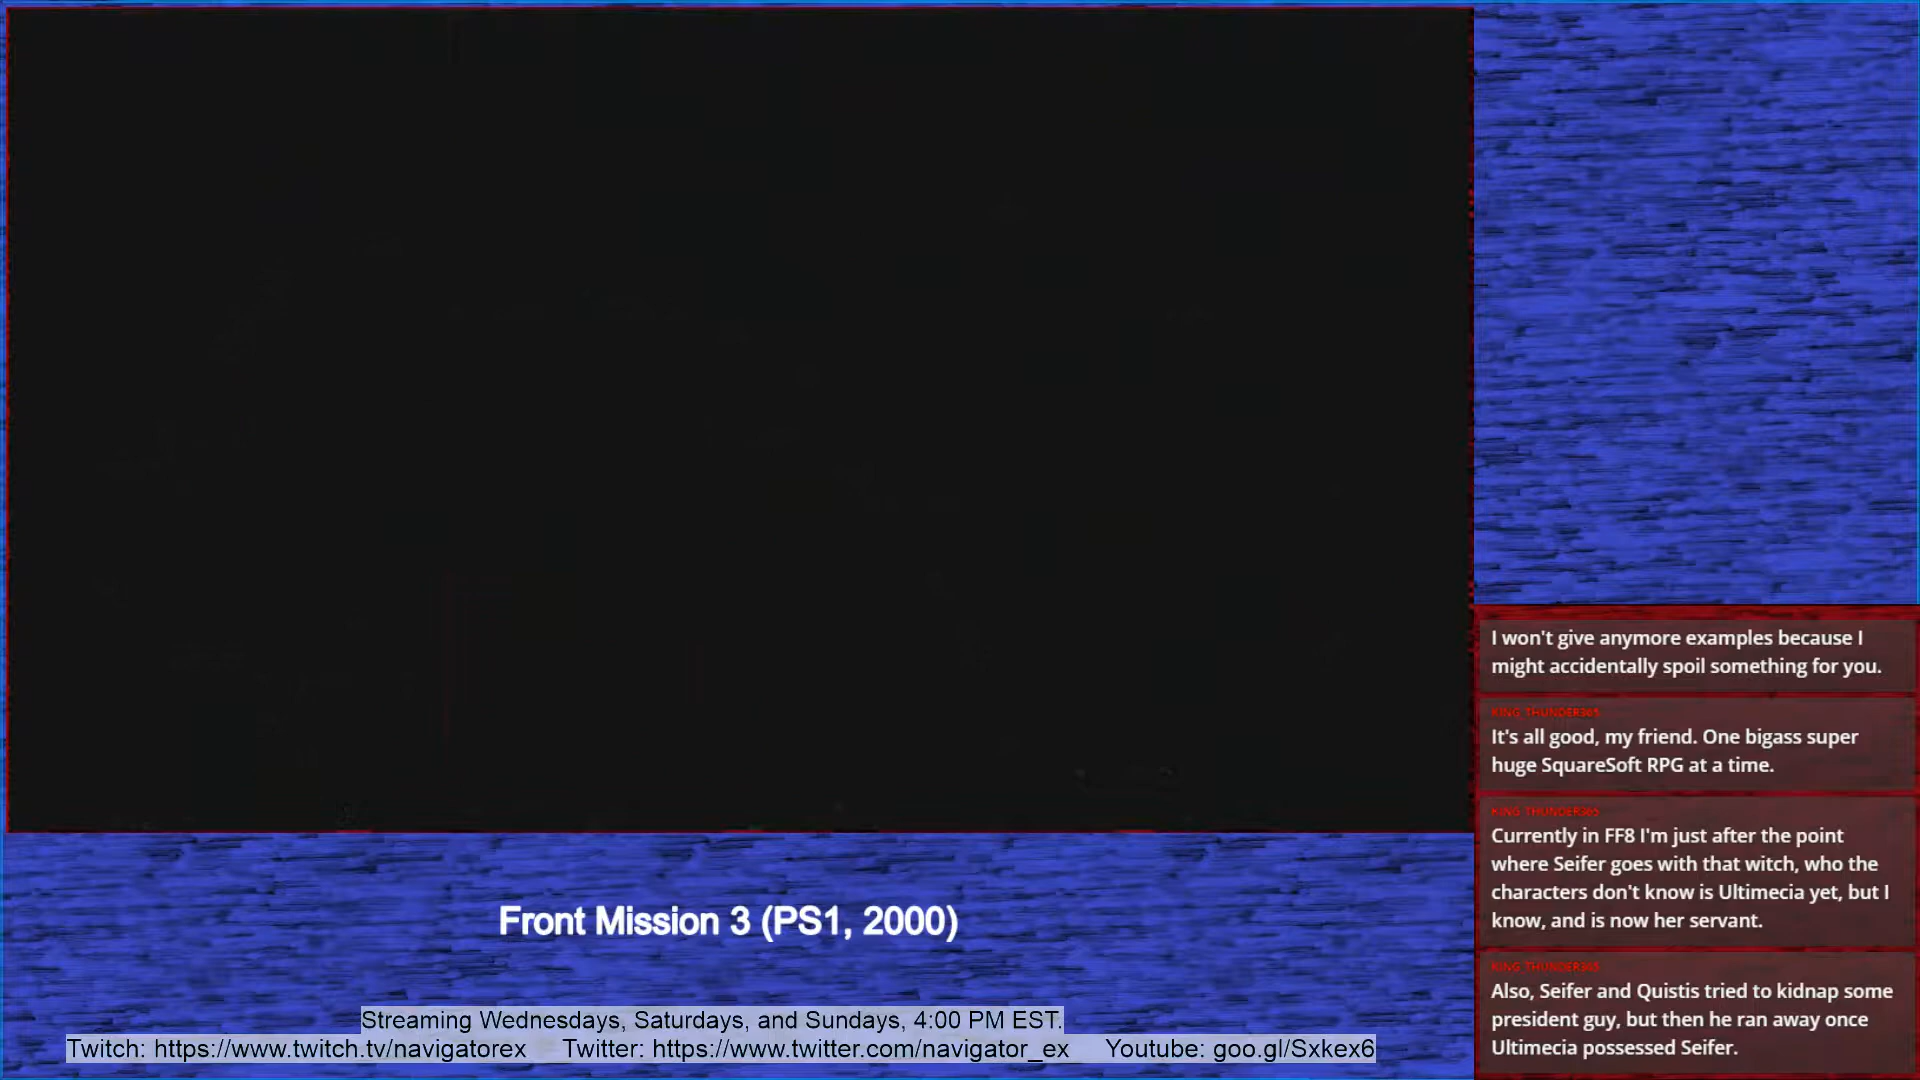 I won't give anymore examples because I
might accidentally spoil something for you.
KING_THUNDER365
It's all good, my friend. One bigass super
huge SquareSoft RPG at a time.
KING_THUNDER365
Currently in FF8 I'm just after the point
where Seifer goes with that witch, who the
characters don't know is Ultimecia yet, but I
know, and is now her servant.
KING_THUNDER365
Also, Seifer and Quistis tried to kidnap some
president guy, but then he ran away once
Ultimecia possessed Seifer.
Front Mission 3 (PS1, 2000)
Streaming Wednesdays, Saturdays, and Sundays, 4:00 PM EST.
Twitch: https://www.twitch.tv/navigatorex Twitter: https://www.twitter.com/navigator_ex Youtube: goo.gl/Sxkex6